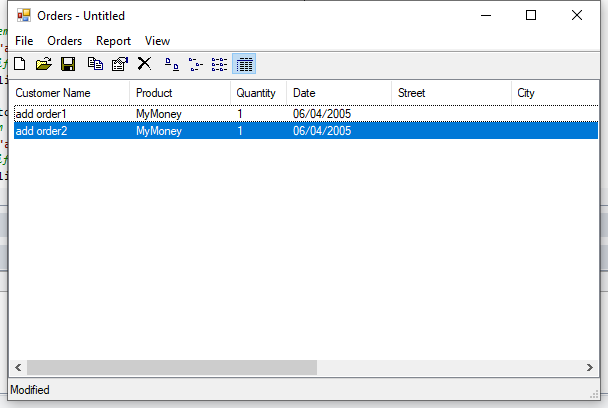 Orders - Untitled
File Orders Report View
Customer Name Product Quantity Date Street City
add order1 MyMoney 1 06/04/2005
add order2 MyMoney 1 06/04/2005
Modified